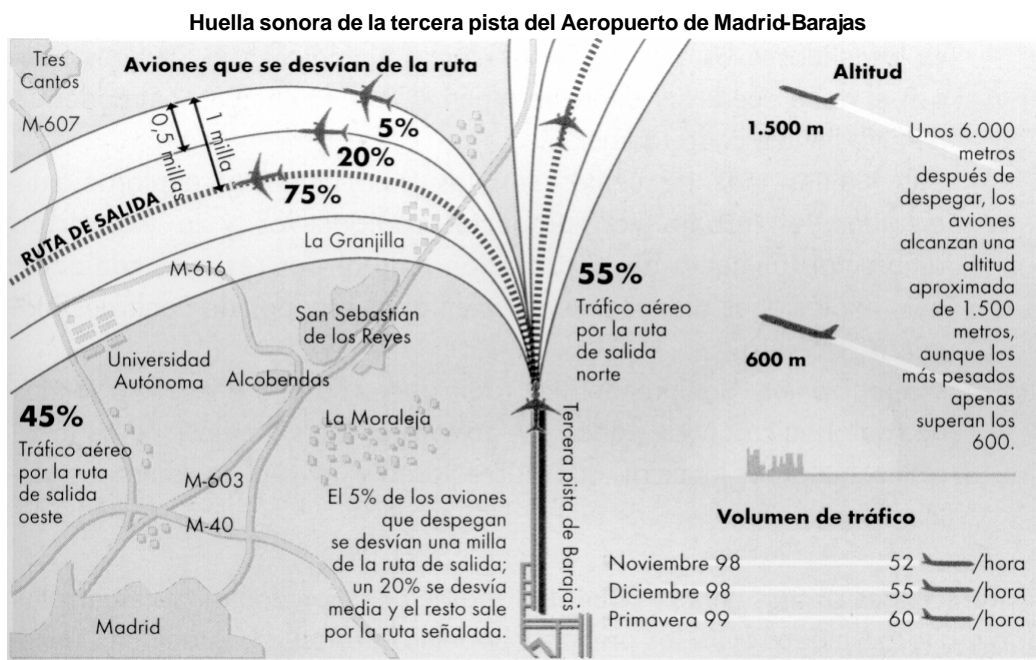 Huella sonora de la tercera pista del Aeropuerto de Madrid-Barajas
Tres
Cantos
Aviones que se desvían de la ruta
M-607
0,5 millas
1 milla
5%
20%
75%
RUTA DE SALIDA
La Granjilla
M-616
San Sebastián
de los Reyes
Universidad
Autónoma
Alcobendas
La Moraleja
45%
Tráfico aéreo
por la ruta
de salida
oeste
M-603
M-40
Madrid
El 5% de los aviones
que despegan
se desvían una milla
de la ruta de salida;
un 20% se desvía
media y el resto sale
por la ruta señalada.
Tercera pista de Barajas
55%
Tráfico aéreo
por la ruta
de salida
norte
Altitud
1.500 m
600 m
Unos 6.000
metros
después de
despegar, los
aviones
alcanzan una
altitud
aproximada
de 1.500
metros,
aunque los
más pesados
apenas
superan los
600.
Volumen de tráfico
Noviembre 98 52 /hora
Diciembre 98 55 /hora
Primavera 99 60 /hora